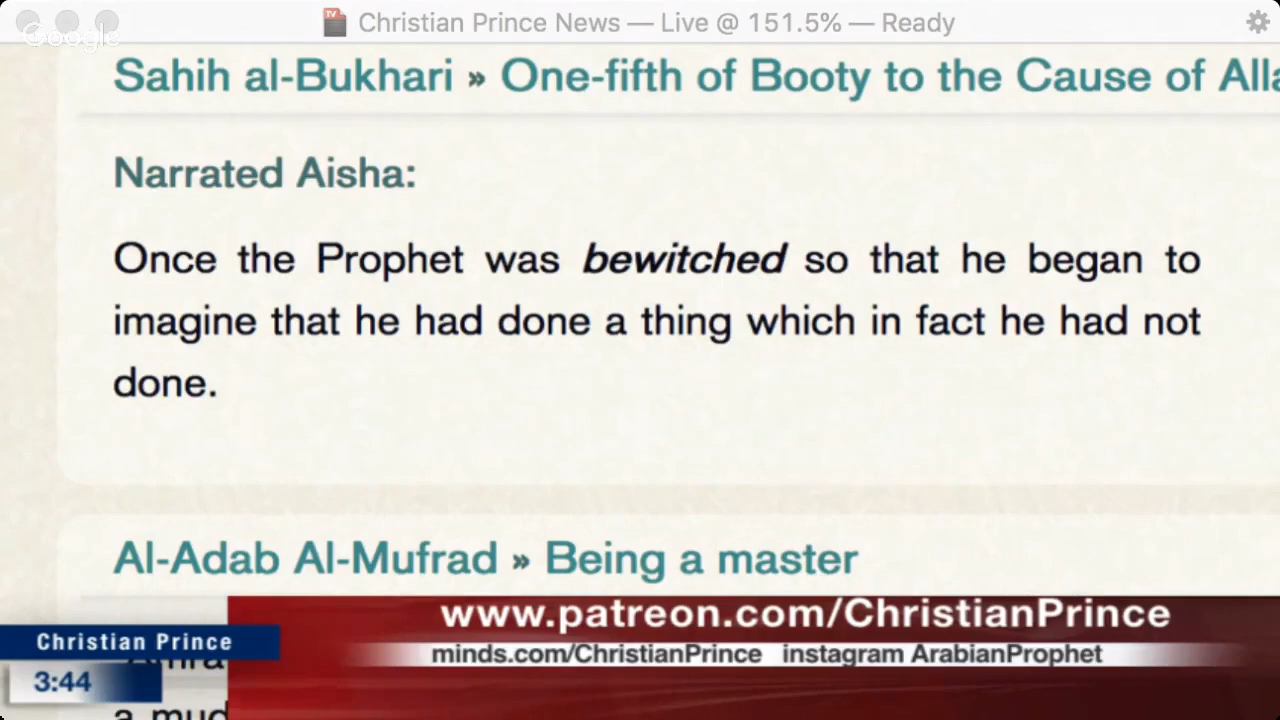 Christian Prince News — Live @ 151.5% — Ready
Google
Sahih al-Bukhari » One-fifth of Booty to the Cause of
Narrated Aisha:
Once the Prophet was bewitched so that he began to
imagine that he had done a thing which in fact he had not
done.
Al-Adab Al-Mufrad » Being a master
www.patreon.com/ChristianPrince
Christian Prince
minds.com/ChristianPrince instagram ArabianProphet
3:44
a